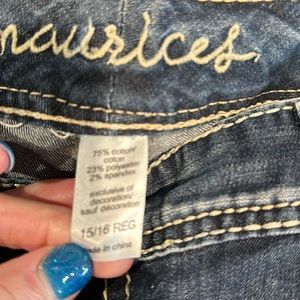 maurices
75% cotton/
coton
23% polyester
2% spandex
exclusive of
decoration/
sauf décoration
15/16 REG
made in china